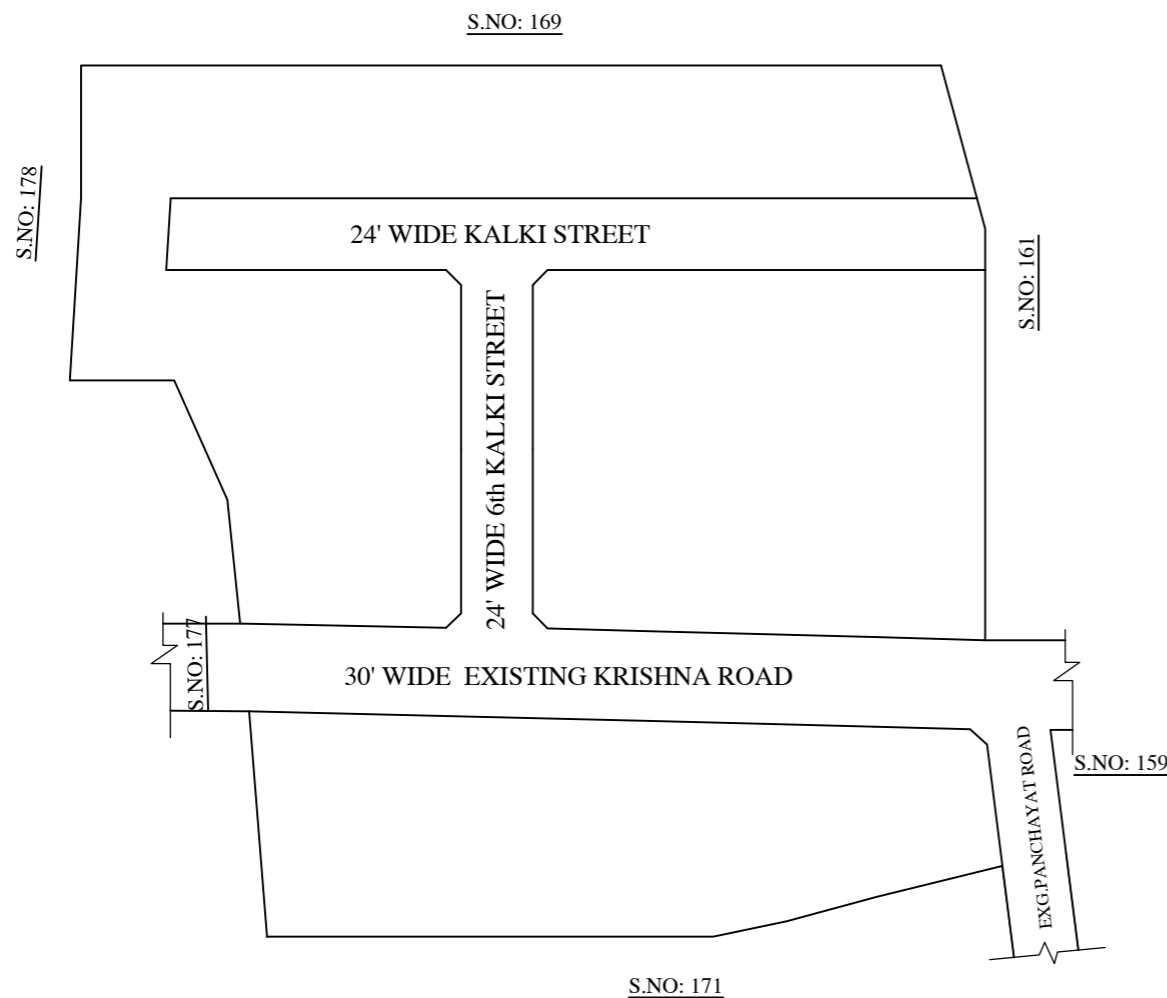 S.NO: 169
S.NO: 178
24' WIDE KALKI STREET
S.NO: 161
24' WIDE 6th KALKI STREET
S.NO: 177
30' WIDE EXISTING KRISHNA ROAD
S.NO: 159
EXG.PANCHAYAT ROAD
S.NO: 171